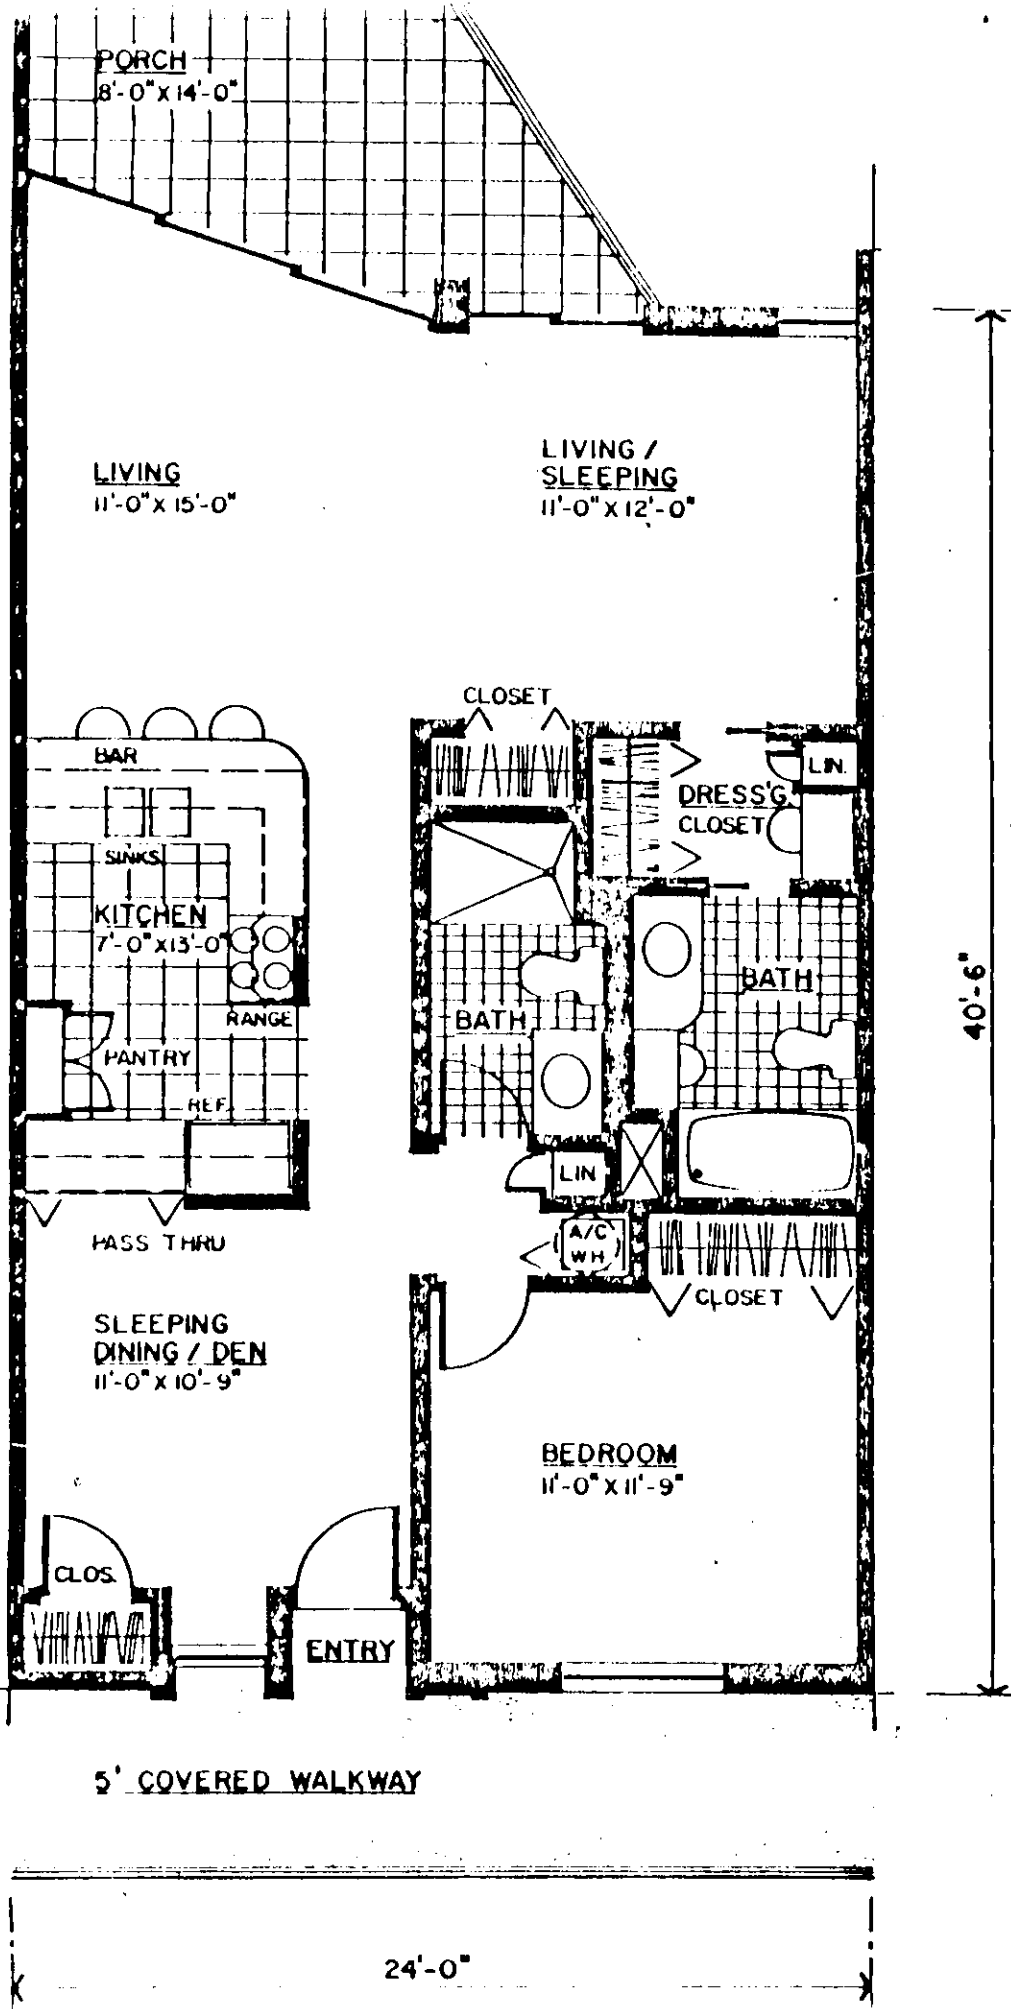 PORCH
8'-0" X 14'-0"
LIVING
11'-0" X 15'-0"
LIVING /
SLEEPING
11'-0" X 12'-0"
CLOSET
BAR
LIN.
DRESS'G.
CLOSET
SINKS
KITCHEN
7'-0" X 13'-0"
BATH
RANGE
BATH
PANTRY
REF.
40'-6"
LIN
PASS THRU
A/C
WH
CLOSET
SLEEPING
DINING / DEN
11'-0" X 10'-9"
BEDROOM
11'-0" X 11'-9"
CLOS.
ENTRY
5' COVERED WALKWAY
24'-0"